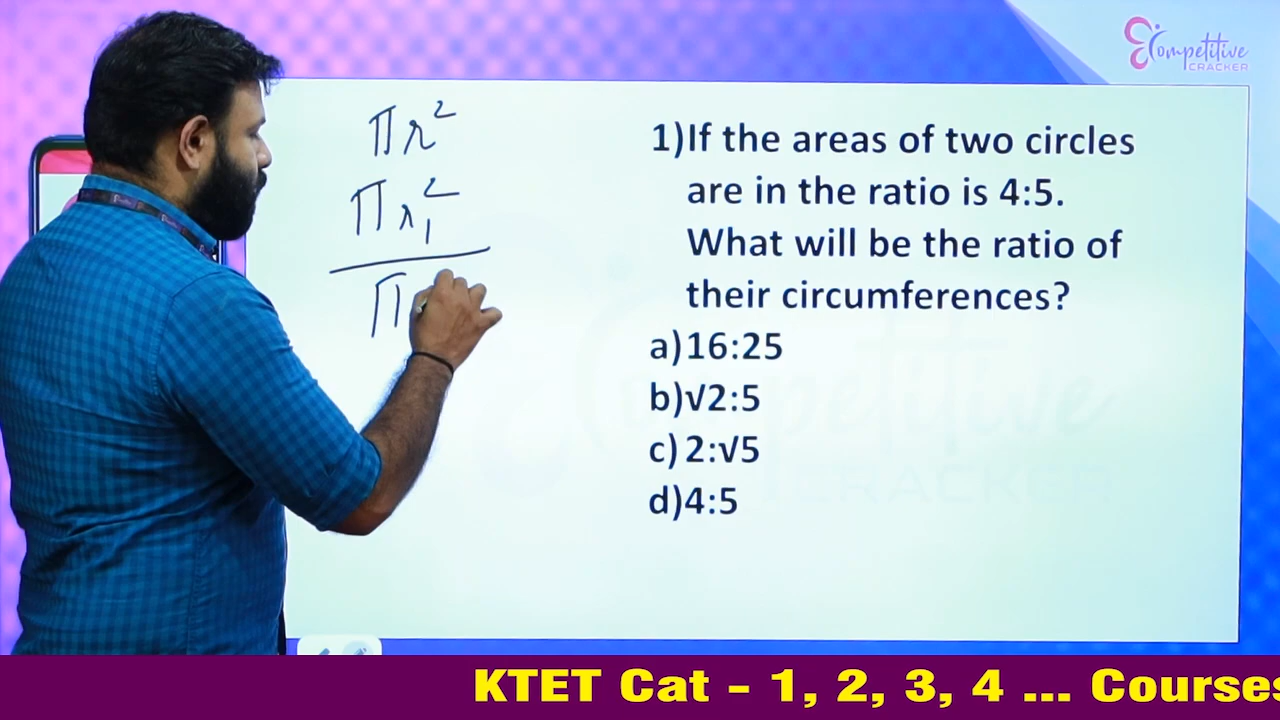 Competitive
CRACKER
πr²
πr₁²
π
1)If the areas of two circles
are in the ratio is 4:5.
What will be the ratio of
their circumferences?
a)16:25
b)√2:5
c) 2:√5
d)4:5
KTET Cat - 1, 2, 3, 4 ... Courses